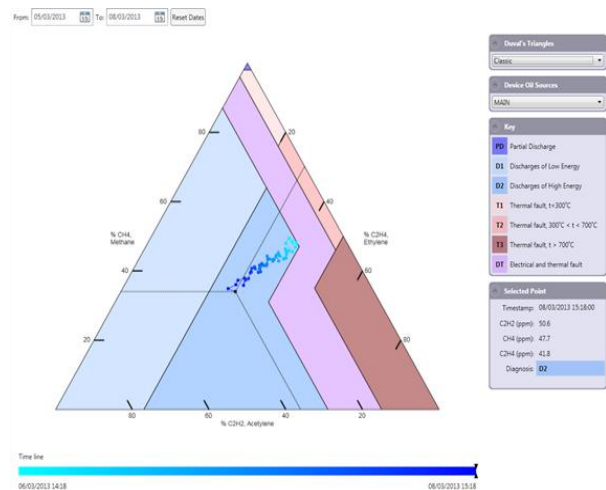 From: 05/03/2013 15 To: 08/03/2013 15 Reset Dates
Duval's Triangles
Classic
Device Oil Sources
MAIN
Key
PD Partial Discharge
D1 Discharges of Low Energy
D2 Discharges of High Energy
T1 Thermal fault, t<300°C
T2 Thermal fault, 300°C < t < 700°C
T3 Thermal fault, t > 700°C
DT Electrical and thermal fault
Selected Point
Timestamp: 08/03/2013 15:18:00
C2H2 (ppm): 50.6
CH4 (ppm): 47.7
C2H4 (ppm): 41.8
Diagnosis: D2
80
20
60
40
% CH4,
Methane
% C2H4,
Ethylene
40
60
20
80
80
60
40
20
% C2H2, Acetylene
Time line
06/03/2013 14:18
08/03/2013 15:18